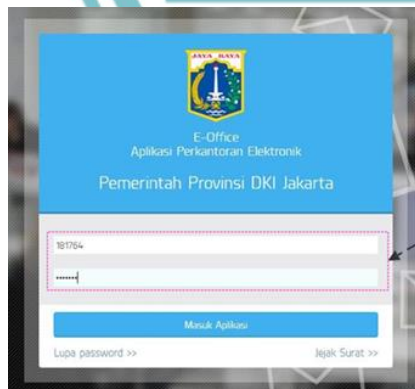 JAYA RAYA
E-Office
Aplikasi Perkantoran Elektronik
Pemerintah Provinsi DKI Jakarta
181764
•••••••
Masuk Aplikasi
Lupa password >>
Jejak Surat >>